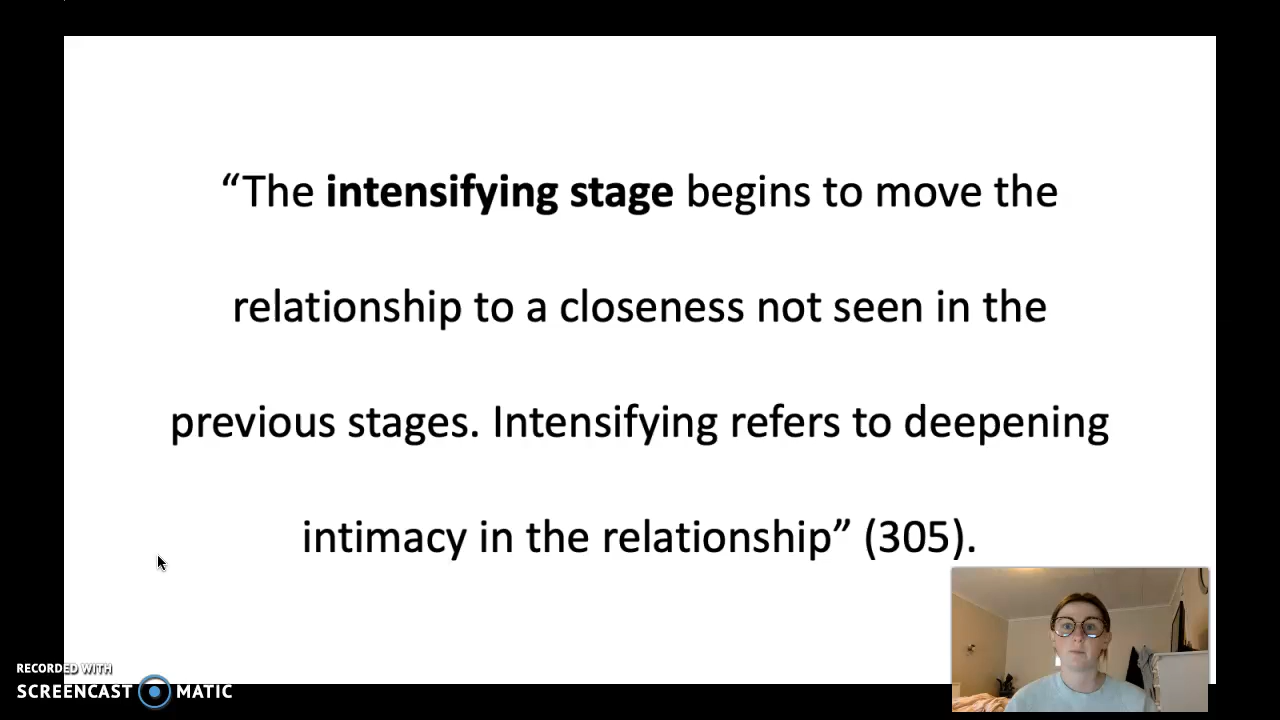 “The intensifying stage begins to move the
relationship to a closeness not seen in the
previous stages. Intensifying refers to deepening
intimacy in the relationship” (305).
RECORDED WITH
SCREENCAST MATIC